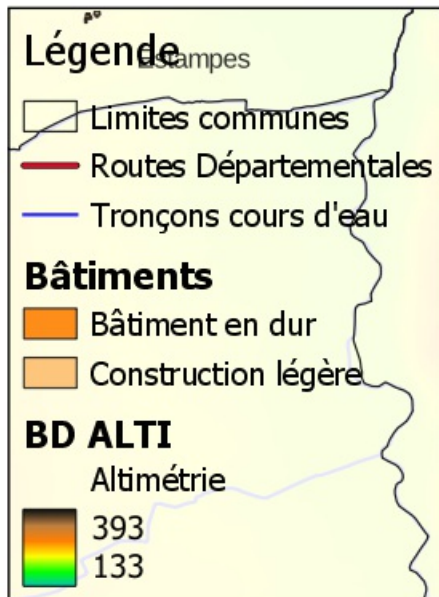 Légende
Estampes
Limites communes
Routes Départementales
Tronçons cours d'eau
Bâtiments
Bâtiment en dur
Construction légère
BD ALTI
Altimétrie
393
133